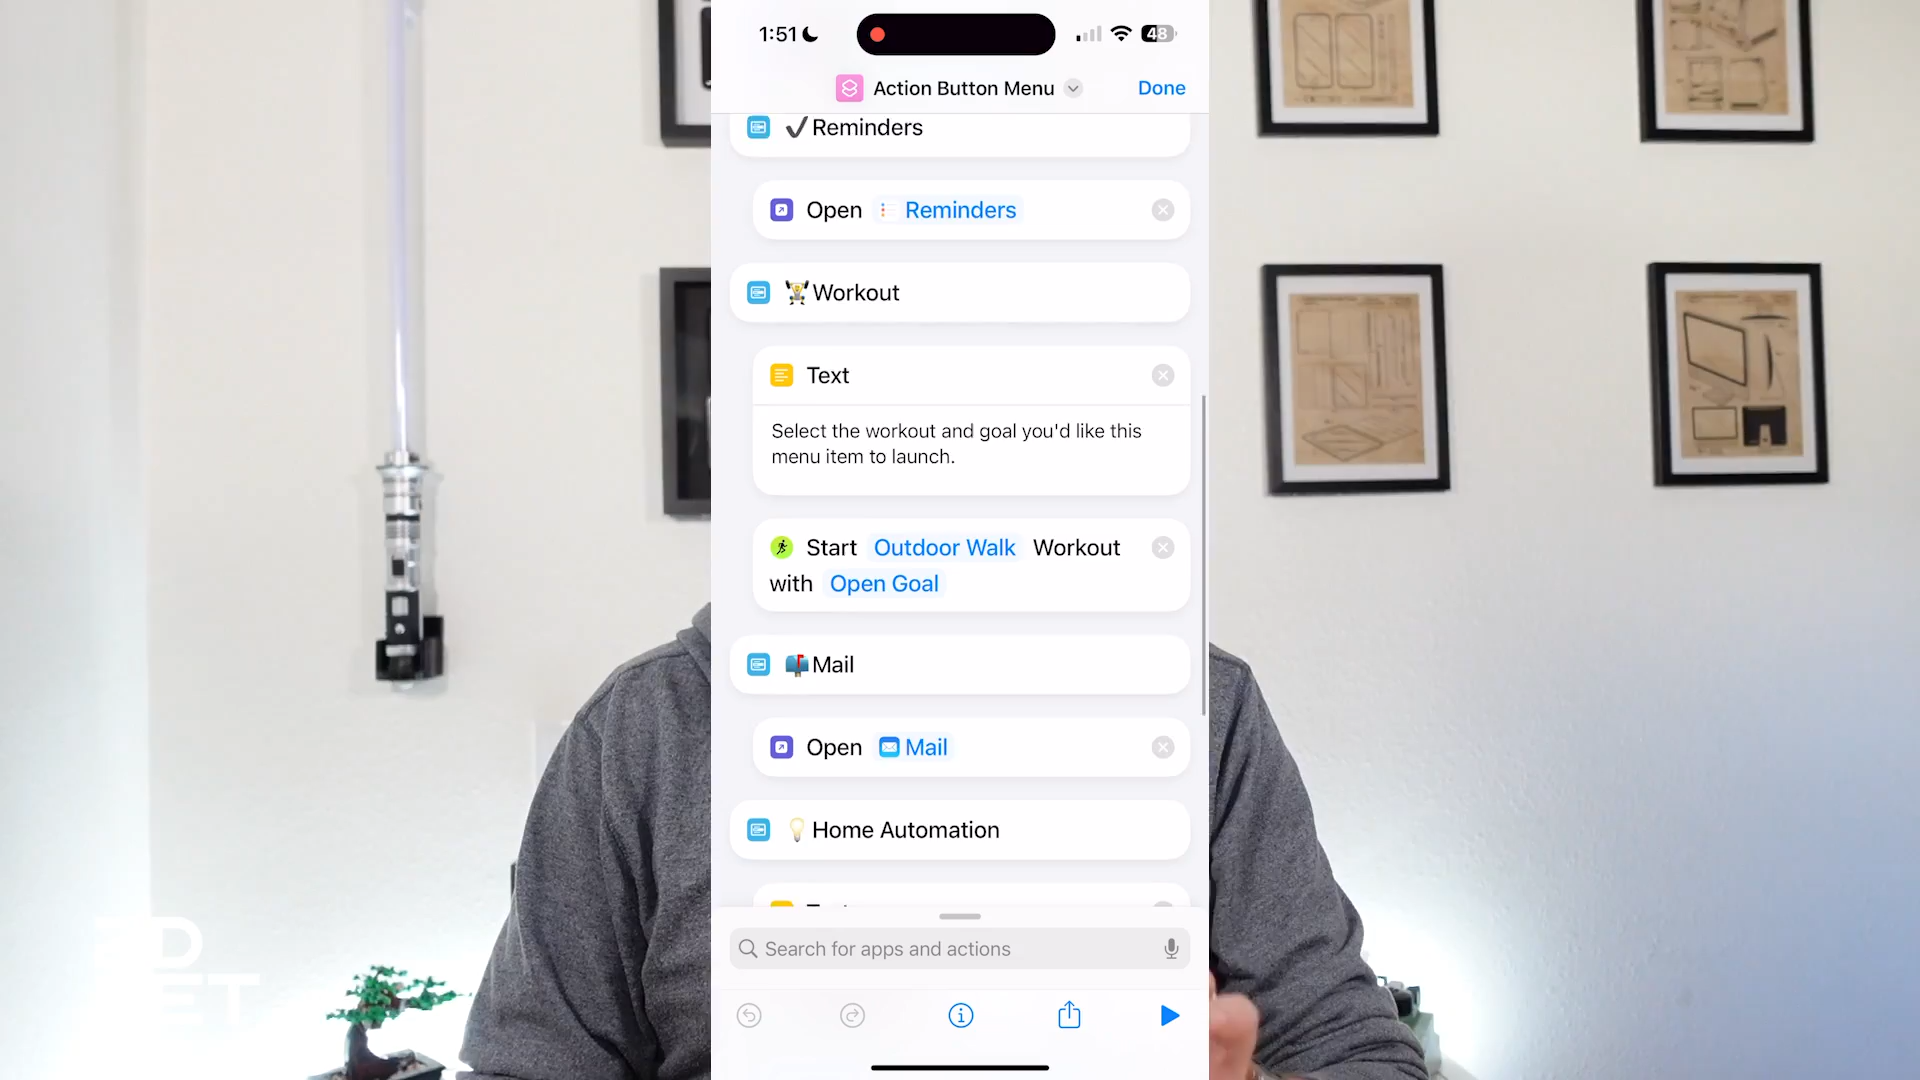 1:51
48
Action Button Menu
Done
✔Reminders
Open Reminders
🏋Workout
Text
Select the workout and goal you'd like this
menu item to launch.
Start Outdoor Walk Workout
with Open Goal
📫Mail
Open Mail
💡Home Automation
Search for apps and actions